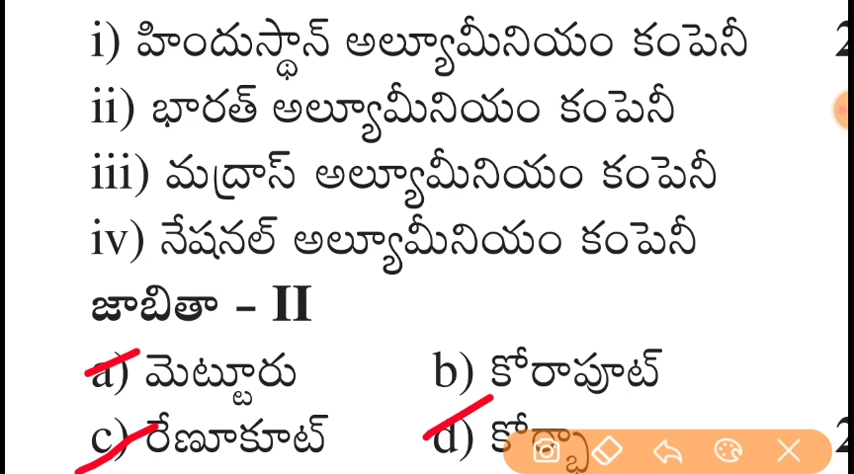 i) హిందుస్థాన్ అల్యూమీనియం కంపెనీ
ii) భారత్ అల్యూమీనియం కంపెనీ
iii) మద్రాస్ అల్యూమీనియం కంపెనీ
iv) నేషనల్ అల్యూమీనియం కంపెనీ
జాబితా – II
a) మెట్టూరు b) కోరాపూట్
c) రేణూకూట్ d)